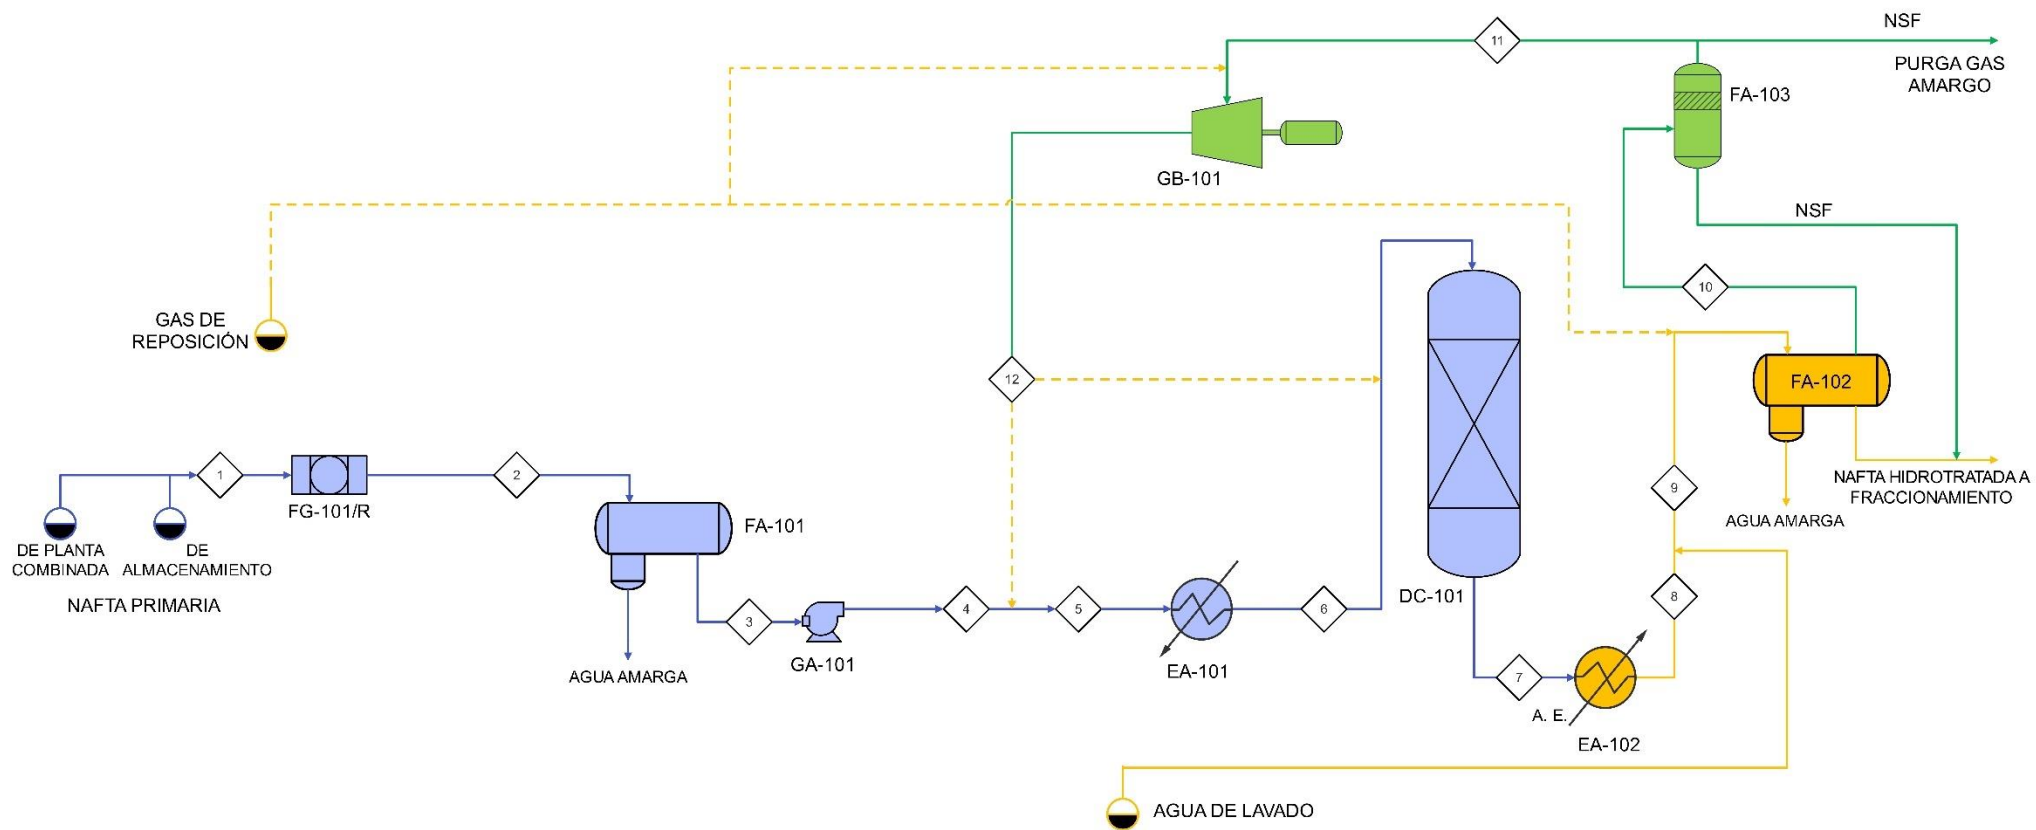 NSF
11
PURGA GAS
AMARGO
FA-103
GB-101
NSF
10
GAS DE
REPOSICIÓN
12
FA-102
1
2
9
NAFTA HIDROTRATADA A
FRACCIONAMIENTO
FG-101/R
FA-101
AGUA AMARGA
DE PLANTA
COMBINADA
DE
ALMACENAMIENTO
NAFTA PRIMARIA
3
4
5
6
DC-101
8
GA-101
EA-101
AGUA AMARGA
7
A. E.
EA-102
AGUA DE LAVADO